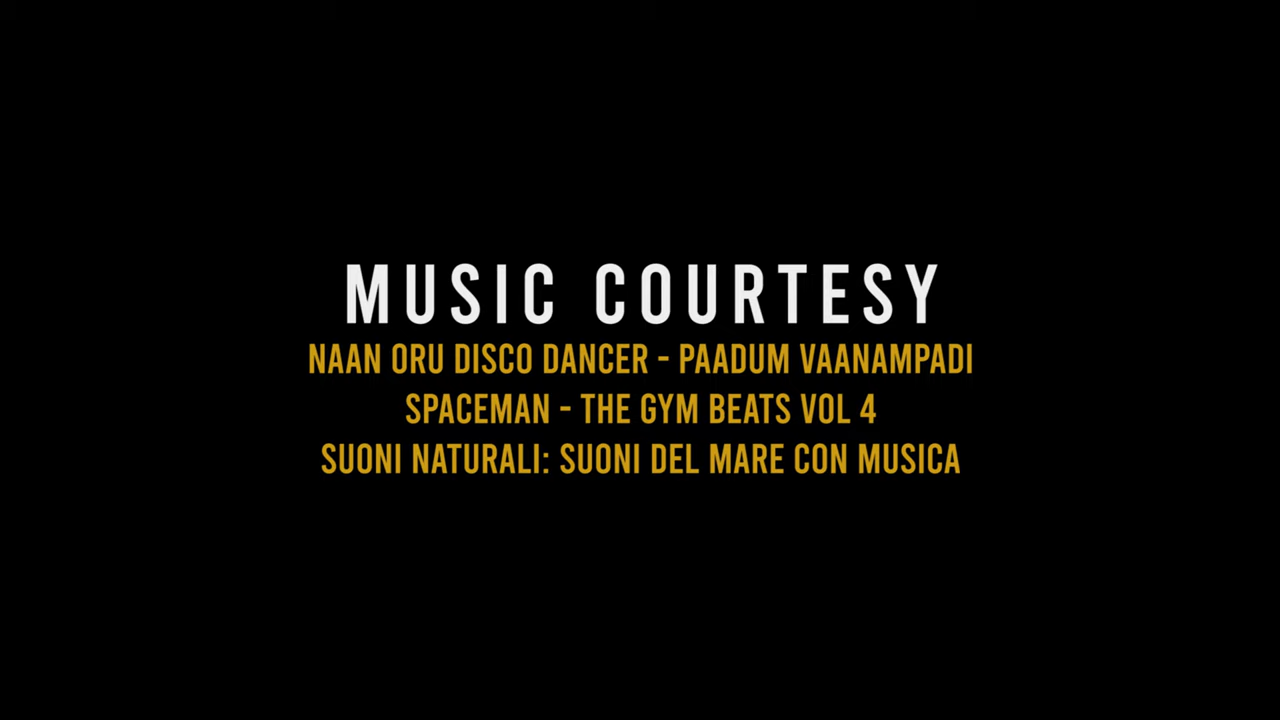 MUSIC COURTESY
NAAN ORU DISCO DANCER - PAADUM VAANAMPADI
SPACEMAN - THE GYM BEATS VOL 4
SUONI NATURALI: SUONI DEL MARE CON MUSICA